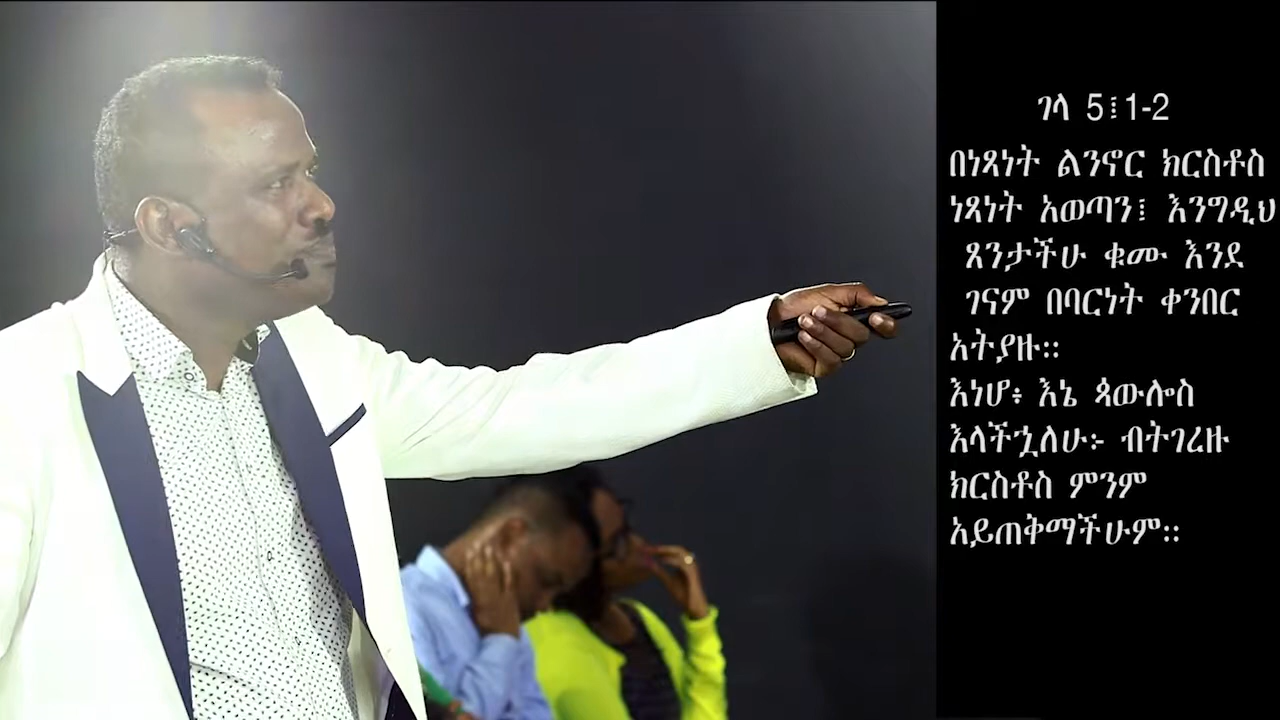 ገላ 5፤1-2
በነጻነት ልንኖር ክርስቶስ
ነጻነት አወጣን፤ እንግዲህ
ጸንታችሁ ቁሙ እንደ
ገናም በባርነት ቀንበር
አትያዙ።
እነሆ፥ እኔ ጳውሎስ
እላችኋለሁ፦ ብትገረዙ
ክርስቶስ ምንም
አይጠቅማችሁም።